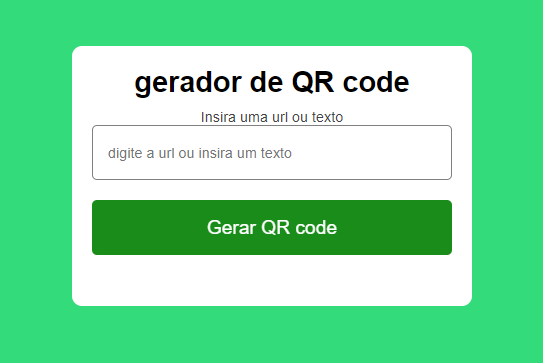 gerador de QR code
Insira uma url ou texto
digite a url ou insira um texto
Gerar QR code